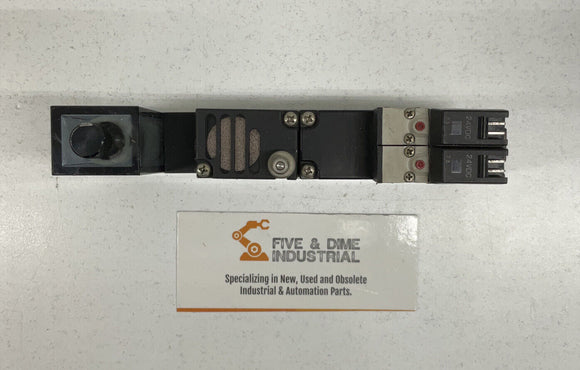 24VDC
24VDC
FIVE & DIME
INDUSTRIAL
Specializing in New, Used and Obsolete
Industrial & Automation Parts.